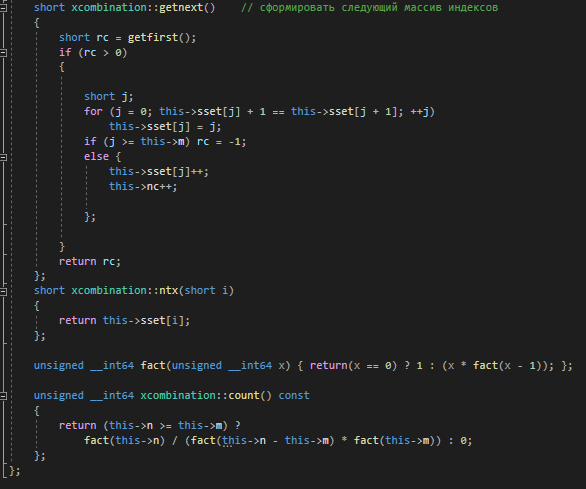 short xcombination::getnext()    // сформировать следующий массив индексов
{
    short rc = getfirst();
    if (rc > 0)
    {
        short j;
        for (j = 0; this->sset[j] + 1 == this->sset[j + 1]; ++j)
            this->sset[j] = j;
        if (j >= this->m) rc = -1;
        else {
            this->sset[j]++;
            this->nc++;
        };
    }
    return rc;
};
short xcombination::ntx(short i)
{
    return this->sset[i];
};
unsigned __int64 fact(unsigned __int64 x) { return(x == 0) ? 1 : (x * fact(x - 1)); };
unsigned __int64 xcombination::count() const
{
    return (this->n >= this->m) ?
        fact(this->n) / (fact(this->n - this->m) * fact(this->m)) : 0;
};
};